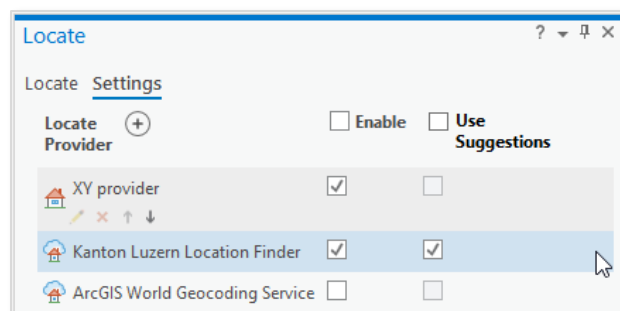 Locate
Locate Settings
Locate Provider Enable Use Suggestions
XY provider
Kanton Luzern Location Finder
ArcGIS World Geocoding Service